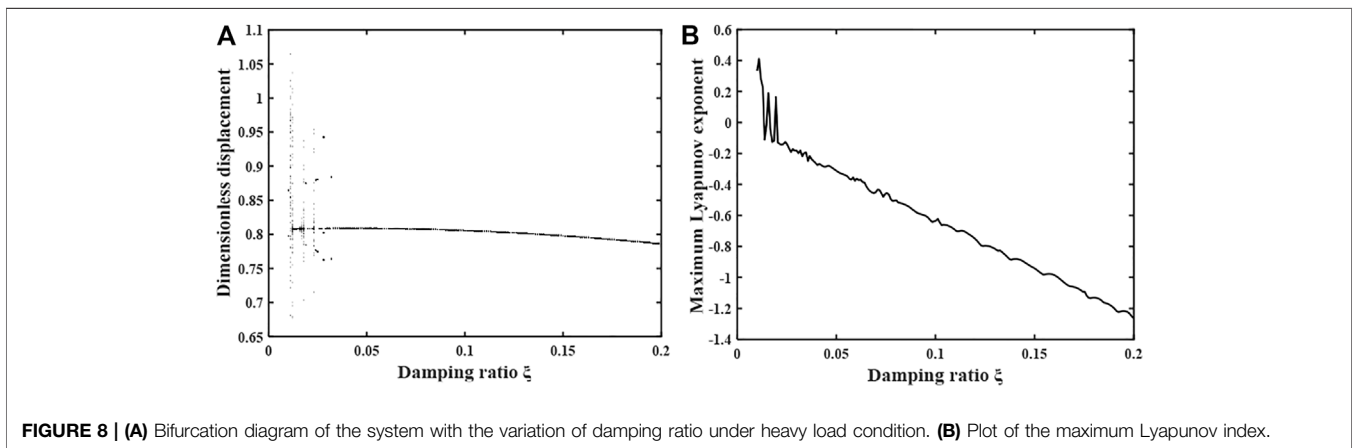 A
1.1
1.05
1
0.95
0.9
0.85
0.8
0.75
0.7
0.65
Dimensionless displacement
0 0.05 0.1 0.15 0.2
Damping ratio ξ
B
0.6
0.4
0.2
0
-0.2
-0.4
-0.6
-0.8
-1
-1.2
-1.4
Maximum Lyapunov exponent
0 0.05 0.1 0.15 0.2
Damping ratio ξ
FIGURE 8 | (A) Bifurcation diagram of the system with the variation of damping ratio under heavy load condition. (B) Plot of the maximum Lyapunov index.